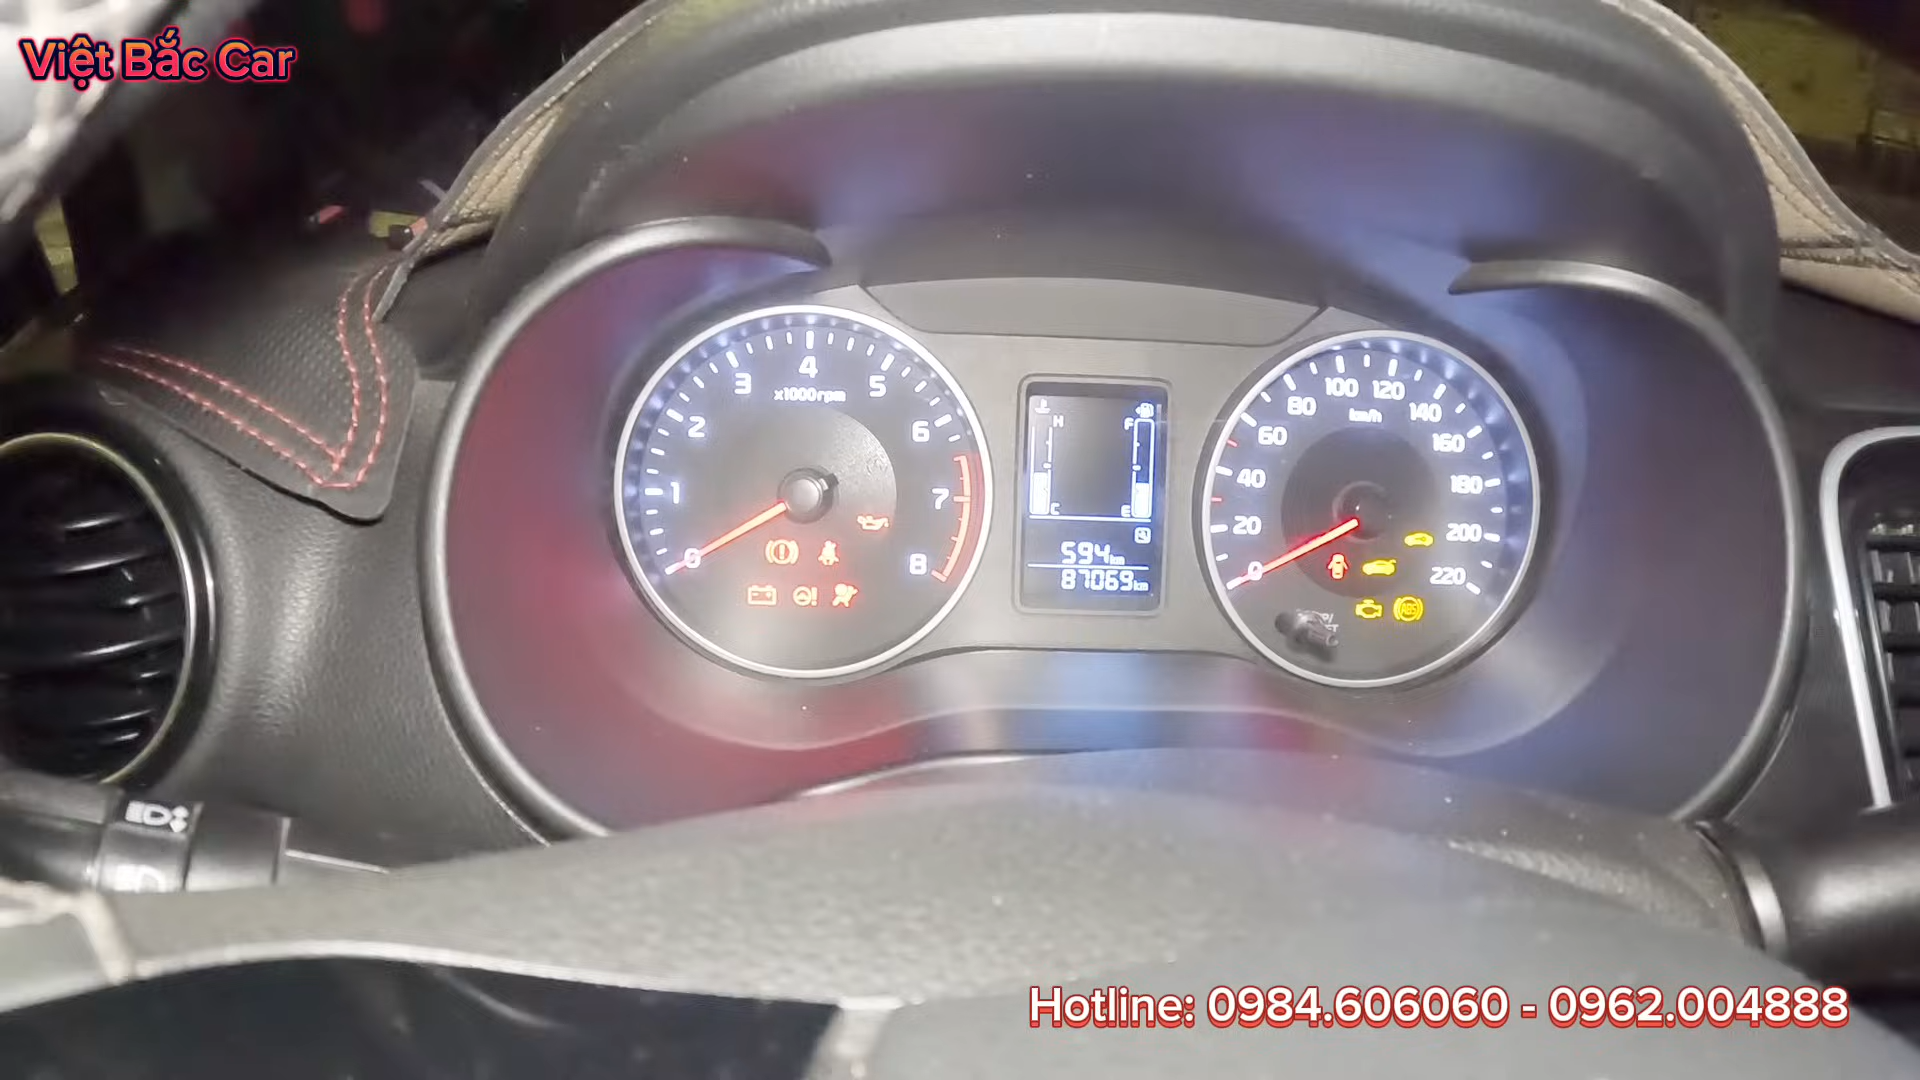 Việt Bắc Car
0 1 2 3 4 5 6 7 8
x1000rpm
H F
C E
594km
87069km
0 20 40 60 80 100 120 140 160 180 200 220
km/h
ABS
Hotline: 0984.606060 - 0962.004888